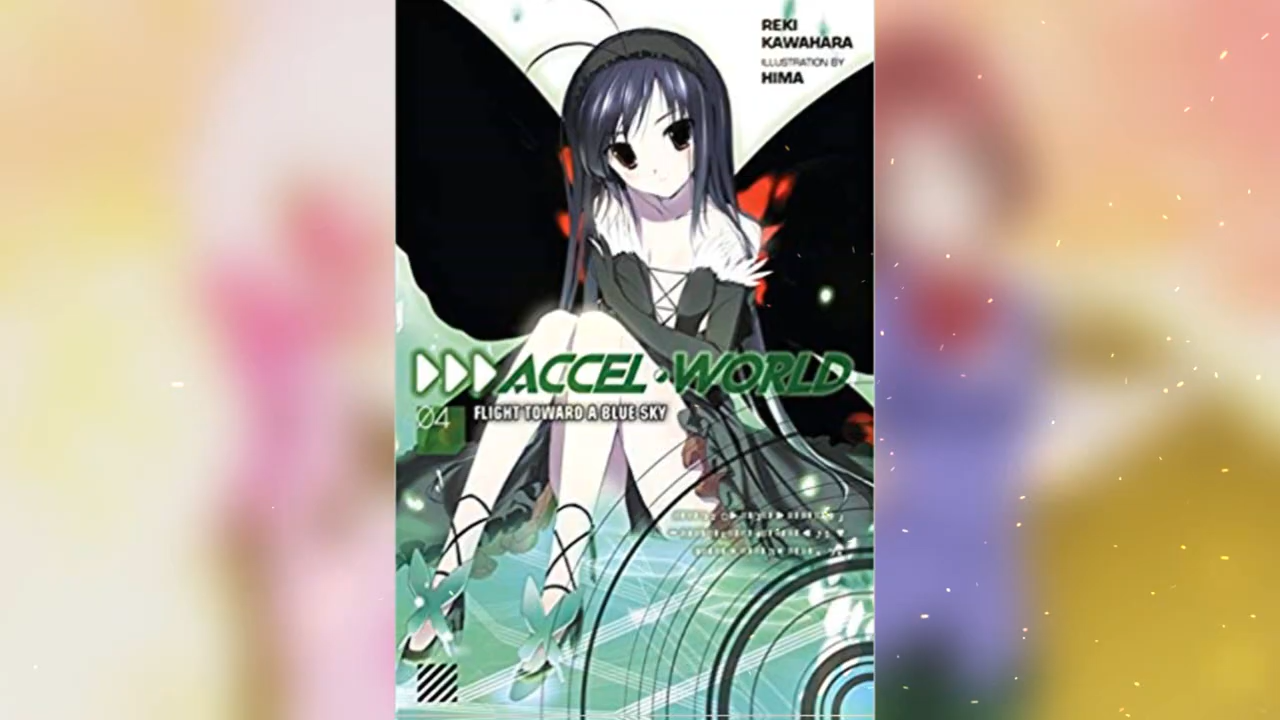 REKI
KAWAHARA
ILLUSTRATION BY
HIMA
ACCEL•WORLD
04
FLIGHT TOWARD A BLUE SKY